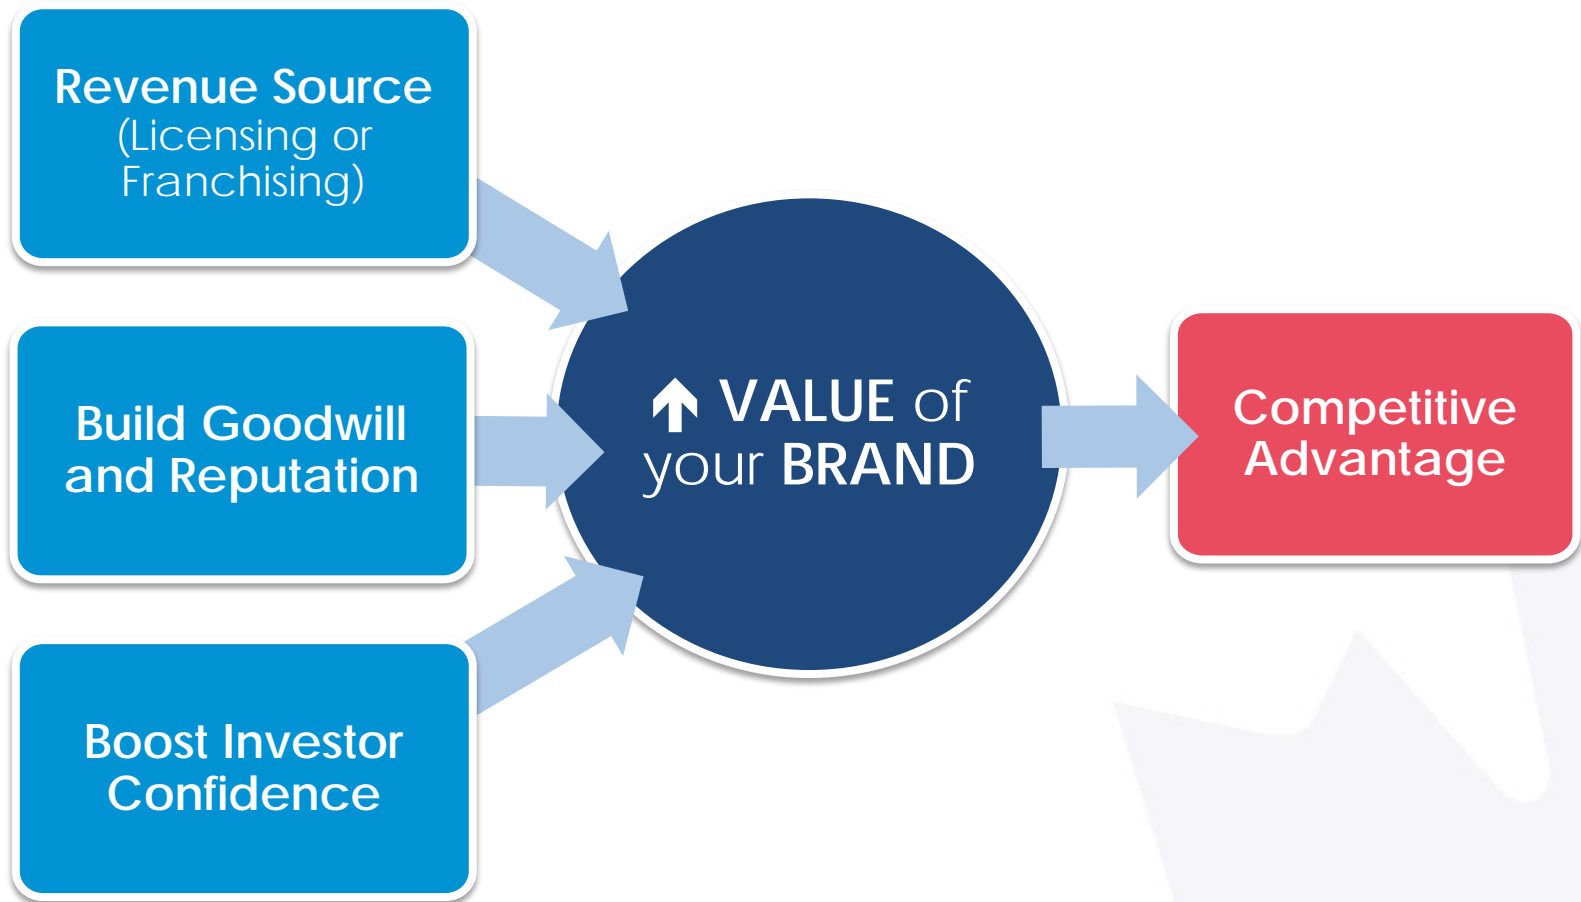 Revenue Source
(Licensing or
Franchising)
Build Goodwill
and Reputation
Boost Investor
Confidence
↑ VALUE of
your BRAND
Competitive
Advantage